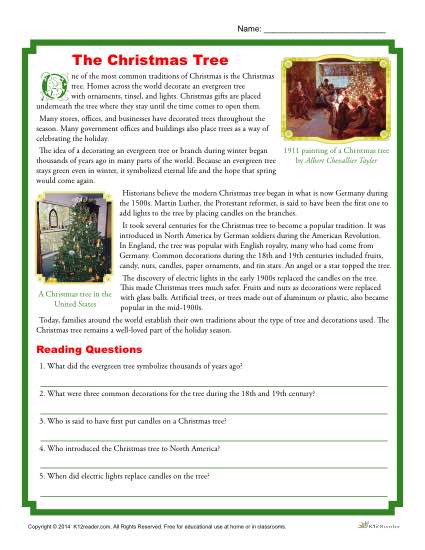 Name: ____________________________
The Christmas Tree
One of the most common traditions of Christmas is the Christmas
tree. Homes across the world decorate an evergreen tree
with ornaments, tinsel, and lights. Christmas gifts are placed
underneath the tree where they stay until the time comes to open them.
Many stores, offices, and businesses have decorated trees throughout the
season. Many government offices and buildings also place trees as a way of
celebrating the holiday.
The idea of a decorating an evergreen tree or branch during winter began
thousands of years ago in many parts of the world. Because an evergreen tree
stays green even in winter, it symbolized eternal life and the hope that spring
would come again.
1911 painting of a Christmas tree
by Albert Chevallier Tayler
Historians believe the modern Christmas tree began in what is now Germany during
the 1500s. Martin Luther, the Protestant reformer, is said to have been the first one to
add lights to the tree by placing candles on the branches.
It took several centuries for the Christmas tree to become a popular tradition. It was
introduced in North America by German soldiers during the American Revolution.
In England, the tree was popular with English royalty, many who had come from
Germany. Common decorations during the 18th and 19th centuries included fruits,
candy, nuts, candles, paper ornaments, and tin stars. An angel or a star topped the tree.
The discovery of electric lights in the early 1900s replaced the candles on the tree.
This made Christmas trees much safer. Fruits and nuts as decorations were replaced
with glass balls. Artificial trees, or trees made out of aluminum or plastic, also became
popular in the mid-1900s.
A Christmas tree in the
United States
Today, families around the world establish their own traditions about the type of tree and decorations used. The
Christmas tree remains a well-loved part of the holiday season.
Reading Questions
1. What did the evergreen tree symbolize thousands of years ago?
2. What were three common decorations for the tree during the 18th and 19th century?
3. Who is said to have first put candles on a Christmas tree?
4. Who introduced the Christmas tree to North America?
5. When did electric lights replace candles on the tree?
Copyright © 2014 K12reader.com. All Rights Reserved. Free for educational use at home or in classrooms.
K12Reader